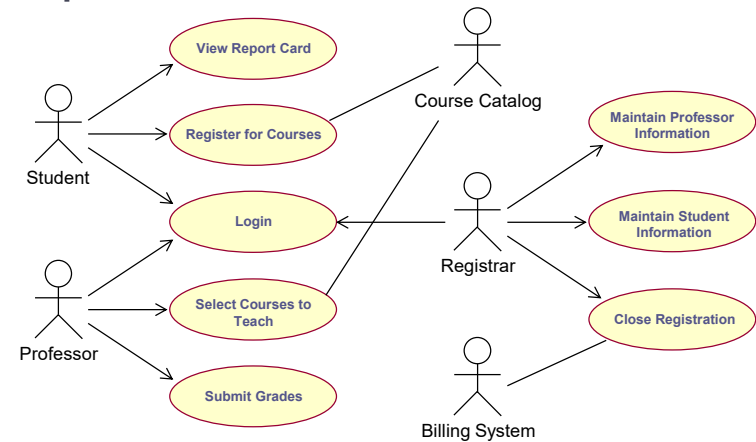 View Report Card
Course Catalog
Register for Courses
Maintain Professor
Information
Student
Login
Maintain Student
Information
Registrar
Select Courses to
Teach
Close Registration
Professor
Submit Grades
Billing System